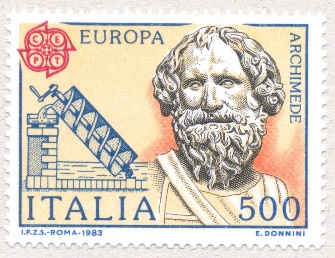 CEPT
EUROPA
ARCHIMEDE
ITALIA 500
I.P.Z.S.-ROMA-1983
E. DONNINI